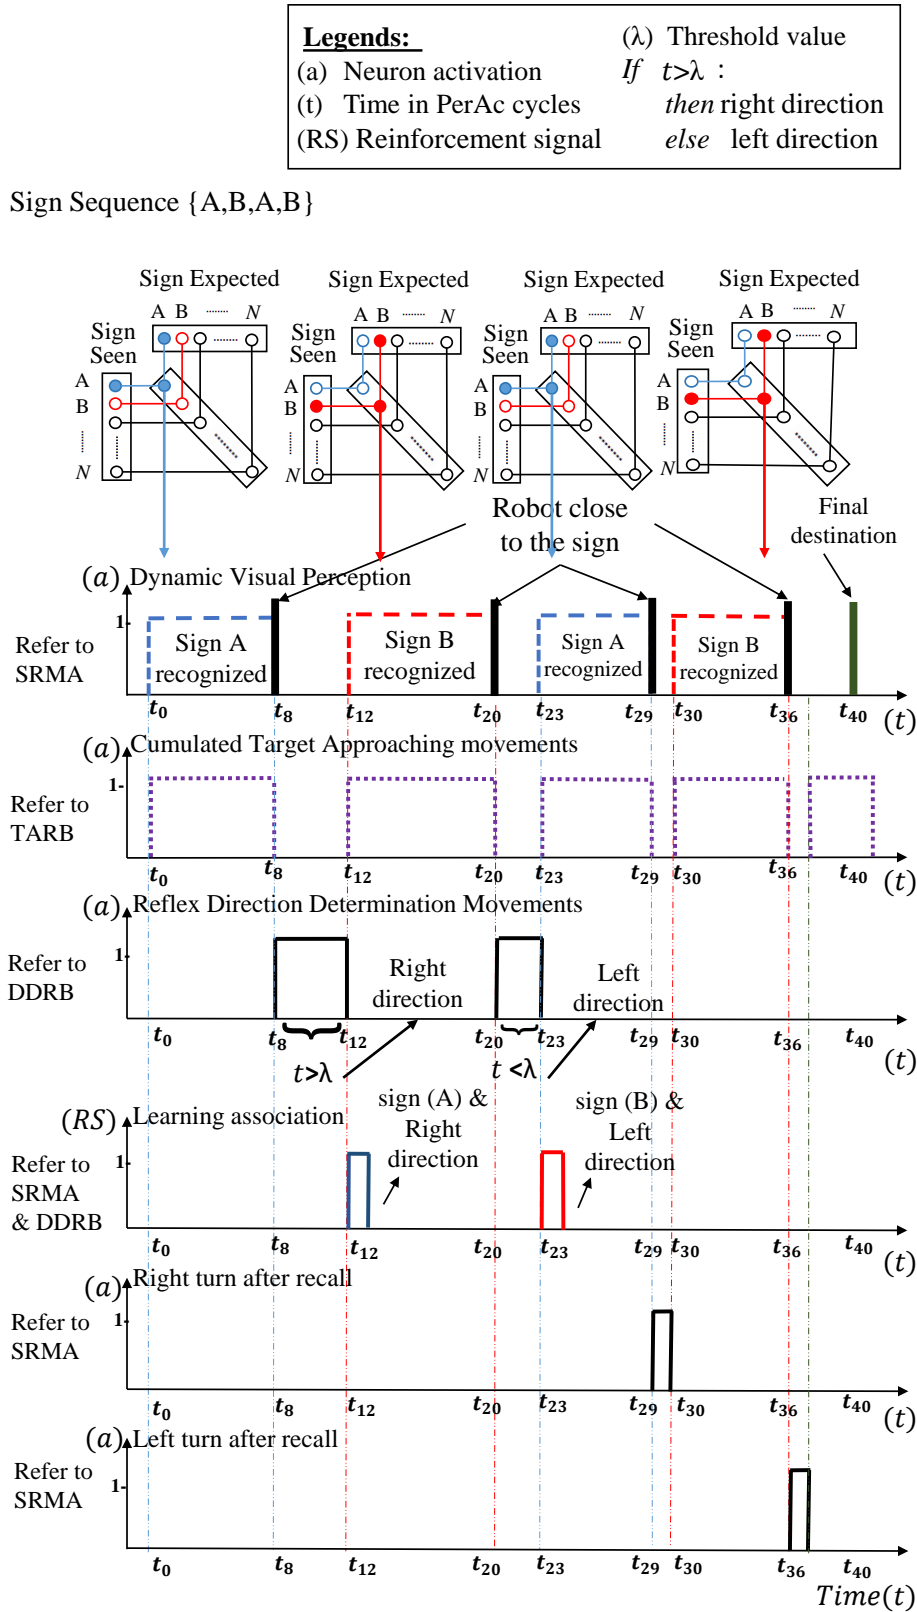 Legends:
(a) Neuron activation
(t) Time in PerAc cycles
(RS) Reinforcement signal
(λ) Threshold value
If t>λ :
then right direction
else left direction
Sign Sequence {A,B,A,B}
Sign Expected
A B ........ N
Sign
Seen
A
B
N
Sign Expected
A B ........ N
Sign
Seen
A
B
N
Sign Expected
A B ........ N
Sign
Seen
A
B
N
Sign Expected
A B ........ N
Sign
Seen
A
B
N
Robot close
to the sign
Final
destination
(a) Dynamic Visual Perception
1-
Refer to
SRMA
Sign A
recognized
Sign B
recognized
Sign A
recognized
Sign B
recognized
t0 t8 t12 t20 t23 t29 t30 t36 t40 (t)
(a) Cumulated Target Approaching movements
1-
Refer to
TARB
t0 t8 t12 t20 t23 t29 t30 t36 t40 (t)
(a) Reflex Direction Determination Movements
1-
Refer to
DDRB
Right
direction
Left
direction
t0 t8 t12 t20 t23 t29 t30 t36 t40 (t)
t>λ
t <λ
(RS) Learning association
1-
Refer to
SRMA
& DDRB
sign (A) &
Right
direction
sign (B) &
Left
direction
t0 t8 t12 t20 t23 t29 t30 t36 t40 (t)
(a) Right turn after recall
1-
Refer to
SRMA
t0 t8 t12 t20 t23 t29 t30 t36 t40 (t)
(a) Left turn after recall
1-
Refer to
SRMA
t0 t8 t12 t20 t23 t29 t30 t36 t40
Time(t)